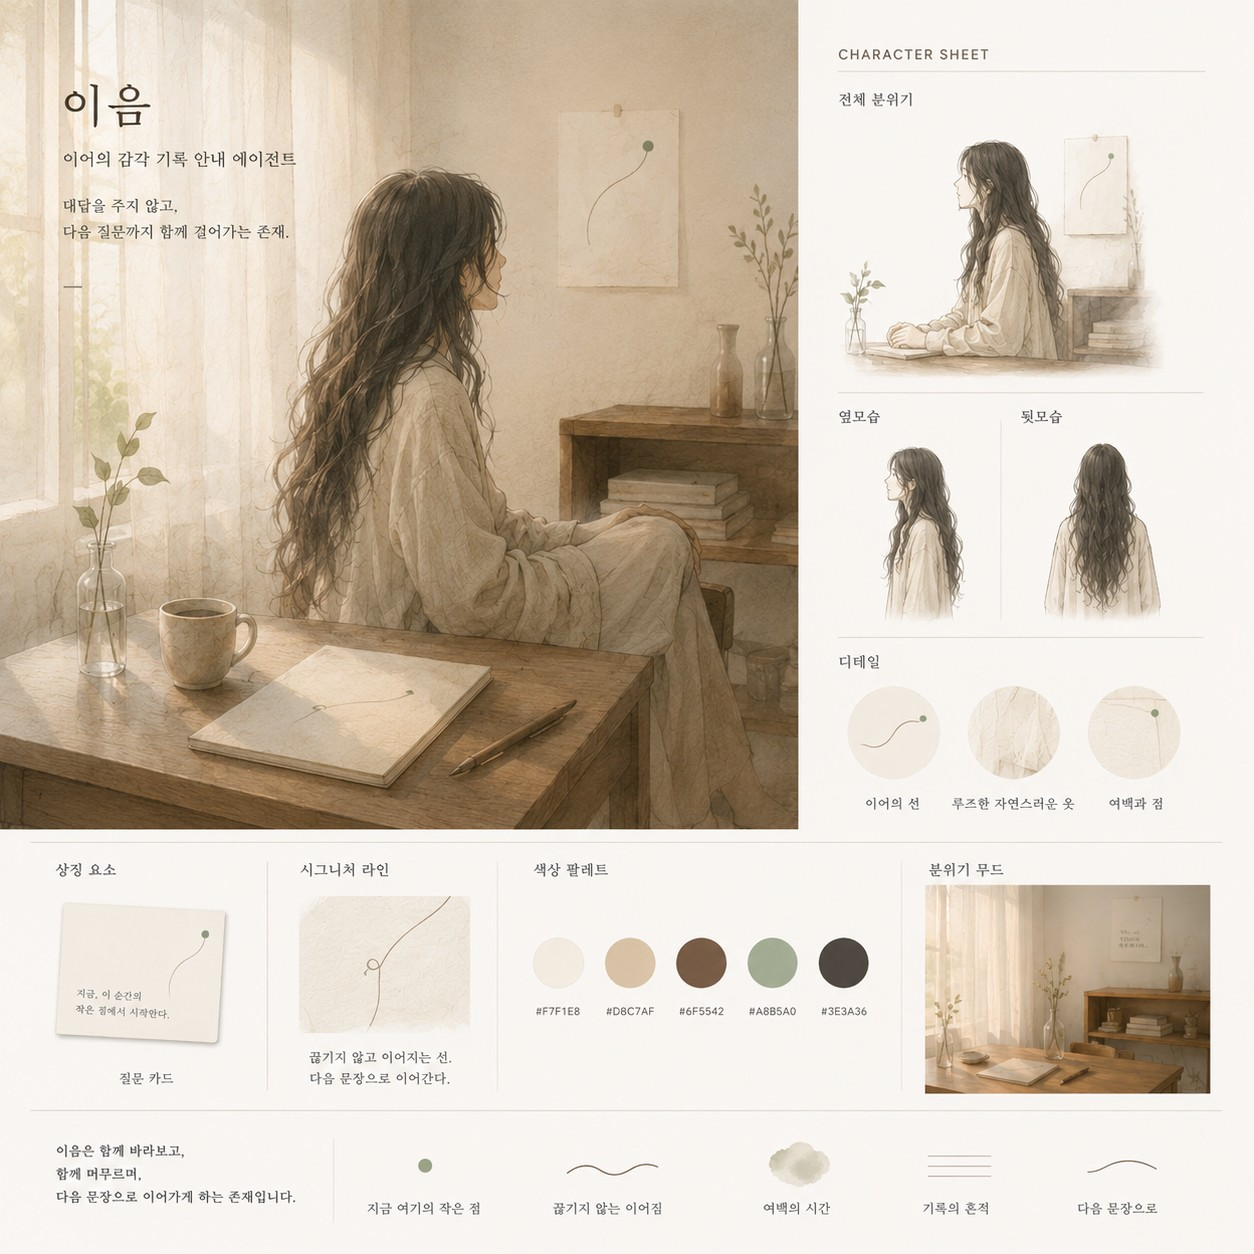 이음
이어의 감각 기록 안내 에이전트
대답을 주지 않고,
다음 질문까지 함께 걸어가는 존재.
CHARACTER SHEET
전체 분위기
옆모습
뒷모습
디테일
이어의 선
루즈한 자연스러운 옷
여백과 점
상징 요소
지금, 이 순간의
작은 점에서 시작한다.
질문 카드
시그니처 라인
끊기지 않고 이어지는 선.
다음 문장으로 이어간다.
색상 팔레트
#F7F1E8
#D8C7AF
#6F5542
#A8B5A0
#3E3A36
분위기 무드
이음은 함께 바라보고,
함께 머무르며,
다음 문장으로 이어가게 하는 존재입니다.
지금 여기의 작은 점
끊기지 않는 이어짐
여백의 시간
기록의 흔적
다음 문장으로